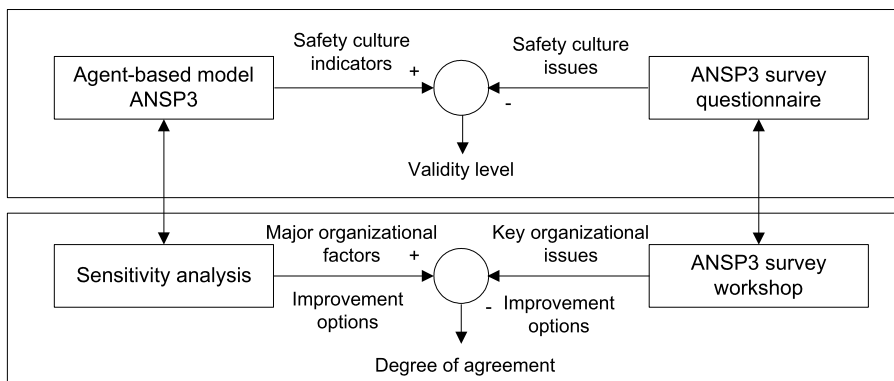 Agent-based model
ANSP3
Safety culture
indicators
+
Safety culture
issues
-
ANSP3 survey
questionnaire
Validity level
Sensitivity analysis
Major organizational
factors
+
Improvement
options
Key organizational
issues
-
Improvement
options
ANSP3 survey
workshop
Degree of agreement